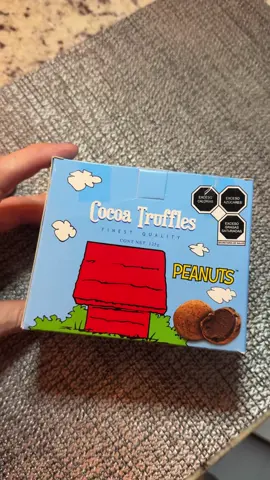 Cocoa Truffles
FINEST QUALITY
EXCESO
CALORÍAS
EXCESO
AZÚCARES
EXCESO
GRASAS
SATURADAS
PEANUTS